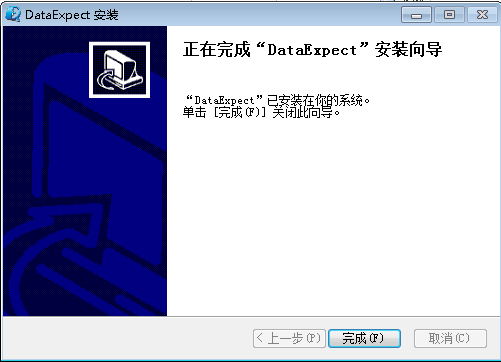 DataExpect 安装
正在完成“DataExpect”安装向导
“DataExpect”已安装在你的系统。
单击 [完成(F)] 关闭此向导。
< 上一步(P)
完成(F)
取消(C)